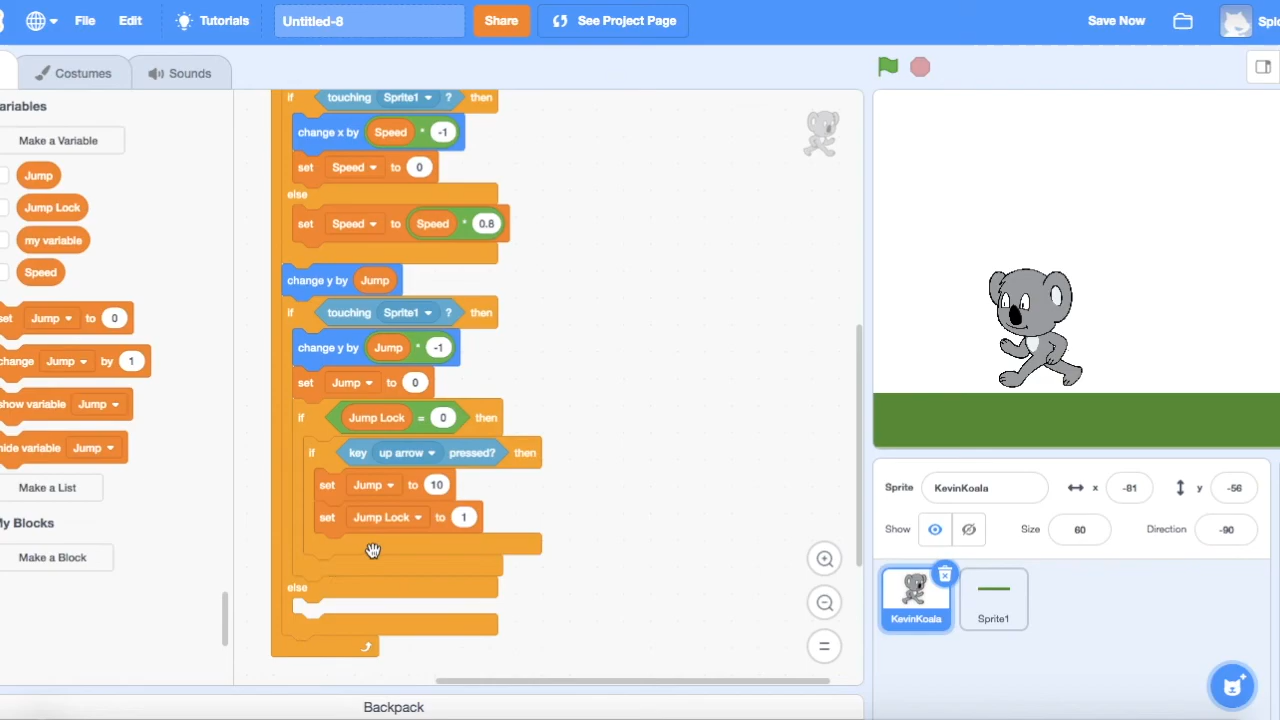 File Edit Tutorials Untitled-8 Share See Project Page Save Now
Costumes Sounds
ariables
Make a Variable
Jump
Jump Lock
my variable
Speed
set Jump to 0
change Jump by 1
show variable Jump
hide variable Jump
Make a List
My Blocks
Make a Block
if touching Sprite1 ? then
change x by Speed * -1
set Speed to 0
else
set Speed to Speed * 0.8
change y by Jump
if touching Sprite1 ? then
change y by Jump * -1
set Jump to 0
if Jump Lock = 0 then
if key up arrow pressed? then
set Jump to 10
set Jump Lock to 1
else
Backpack
Sprite KevinKoala x -81 y -56
Show Size 60 Direction -90
KevinKoala Sprite1